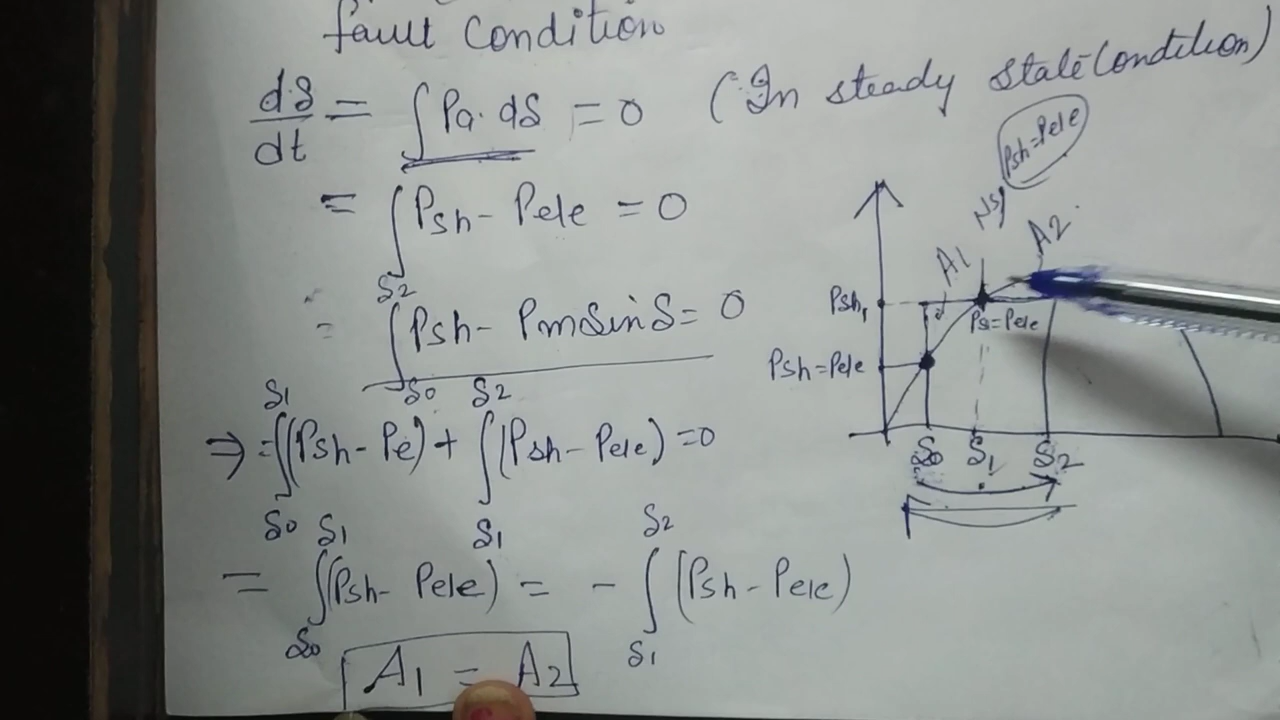 fault Condition
dδ/dt = ∫Pa. dδ = 0 (In steady State Condition)
= ∫Psh - Pele = 0
δ2
= ∫Psh - PmSinδ = 0
δ0
δ1 δ2
⇒ = ∫(Psh - Pe) + ∫(Psh - Pele) = 0
δ0 δ1
δ1 δ2
= ∫(Psh - Pele) = - ∫(Psh - Pele)
δ0 δ1
A1 = A2
Psh=Pele
A1
A2
Psh1
Ps=Pele
Psh=Pele
δ0 δ1 δ2